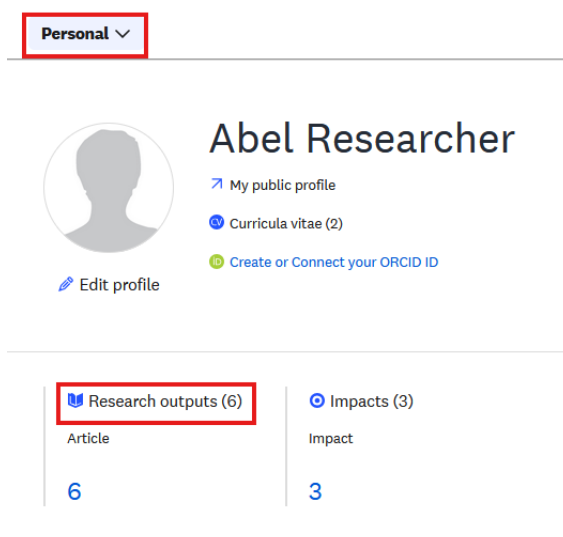 Personal
Abel Researcher
My public profile
CV Curricula vitae (2)
iD Create or Connect your ORCID ID
Edit profile
Research outputs (6)
Impacts (3)
Article
Impact
6
3